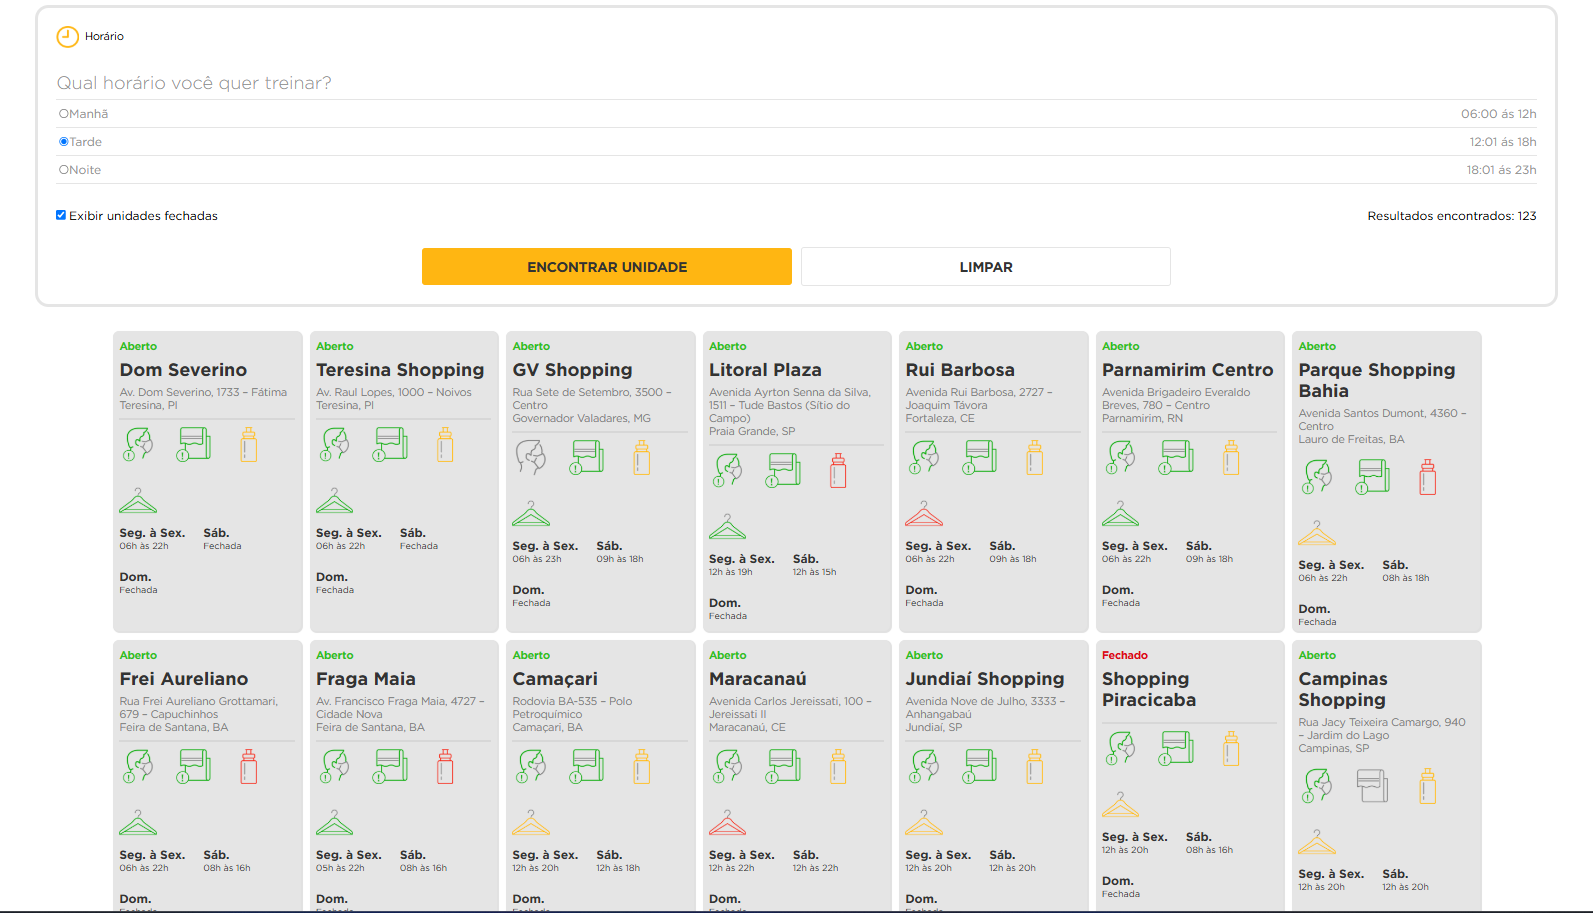 Horário
Qual horário você quer treinar?
Manhã 06:00 ás 12h
Tarde 12:01 ás 18h
Noite 18:01 ás 23h
Exibir unidades fechadas Resultados encontrados: 123
ENCONTRAR UNIDADE LIMPAR
Aberto
Dom Severino
Av. Dom Severino, 1733 – Fátima
Teresina, PI
Seg. à Sex. Sáb.
06h às 22h Fechada
Dom.
Fechada
Aberto
Teresina Shopping
Av. Raul Lopes, 1000 – Noivos
Teresina, PI
Seg. à Sex. Sáb.
06h às 22h Fechada
Dom.
Fechada
Aberto
GV Shopping
Rua Sete de Setembro, 3500 –
Centro
Governador Valadares, MG
Seg. à Sex. Sáb.
06h às 23h 09h às 18h
Dom.
Fechada
Aberto
Litoral Plaza
Avenida Ayrton Senna da Silva,
1511 – Tude Bastos (Sítio do
Campo)
Praia Grande, SP
Seg. à Sex. Sáb.
12h às 19h 12h às 15h
Dom.
Fechada
Aberto
Rui Barbosa
Avenida Rui Barbosa, 2727 –
Joaquim Távora
Fortaleza, CE
Seg. à Sex. Sáb.
06h às 22h 09h às 18h
Dom.
Fechada
Aberto
Parnamirim Centro
Avenida Brigadeiro Everaldo
Breves, 780 – Centro
Parnamirim, RN
Seg. à Sex. Sáb.
06h às 22h 09h às 18h
Dom.
Fechada
Aberto
Parque Shopping
Bahia
Avenida Santos Dumont, 4360 –
Centro
Lauro de Freitas, BA
Seg. à Sex. Sáb.
06h às 22h 08h às 18h
Dom.
Fechada
Aberto
Frei Aureliano
Rua Frei Aureliano Grottamari,
679 – Capuchinhos
Feira de Santana, BA
Seg. à Sex. Sáb.
06h às 22h 08h às 16h
Dom.
Aberto
Fraga Maia
Av. Francisco Fraga Maia, 4727 –
Cidade Nova
Feira de Santana, BA
Seg. à Sex. Sáb.
05h às 22h 08h às 16h
Dom.
Aberto
Camaçari
Rodovia BA-535 – Polo
Petroquímico
Camaçari, BA
Seg. à Sex. Sáb.
12h às 20h 12h às 18h
Dom.
Aberto
Maracanaú
Avenida Carlos Jereissati, 100 –
Jereissati II
Maracanaú, CE
Seg. à Sex. Sáb.
12h às 22h 12h às 22h
Dom.
Aberto
Jundiaí Shopping
Avenida Nove de Julho, 3333 –
Anhangabaú
Jundiaí, SP
Seg. à Sex. Sáb.
12h às 20h 12h às 20h
Dom.
Fechado
Shopping
Piracicaba
Seg. à Sex. Sáb.
12h às 20h 08h às 16h
Dom.
Fechada
Aberto
Campinas
Shopping
Rua Jacy Teixeira Camargo, 940
– Jardim do Lago
Campinas, SP
Seg. à Sex. Sáb.
12h às 20h 12h às 20h